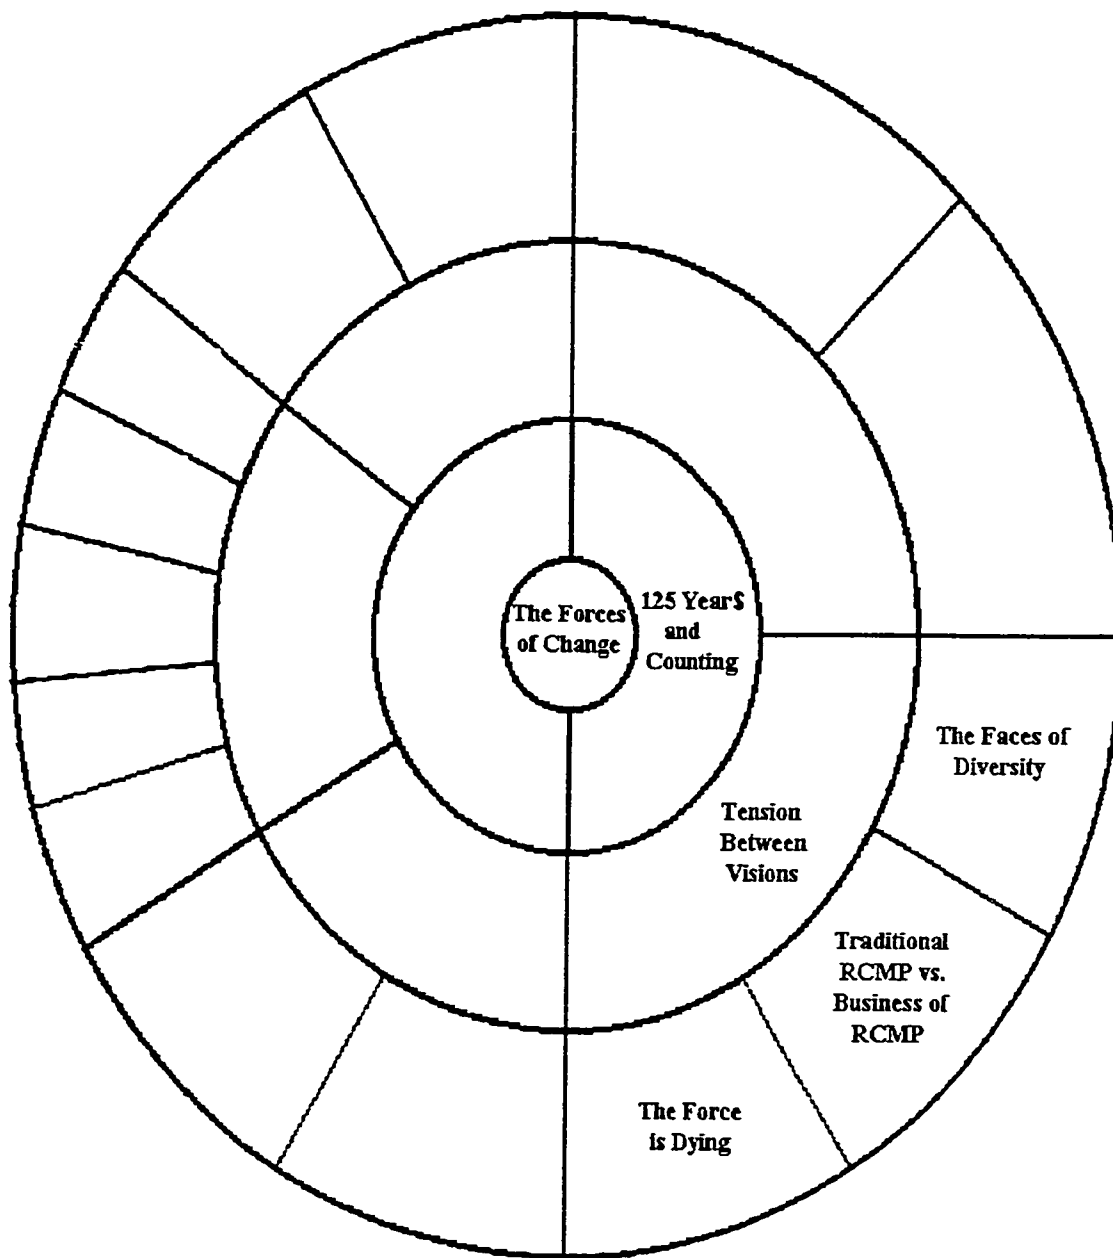 The Forces
of Change
125 Year$
and
Counting
Tension
Between
Visions
The Faces of
Diversity
Traditional
RCMP vs.
Business of
RCMP
The Force
is Dying